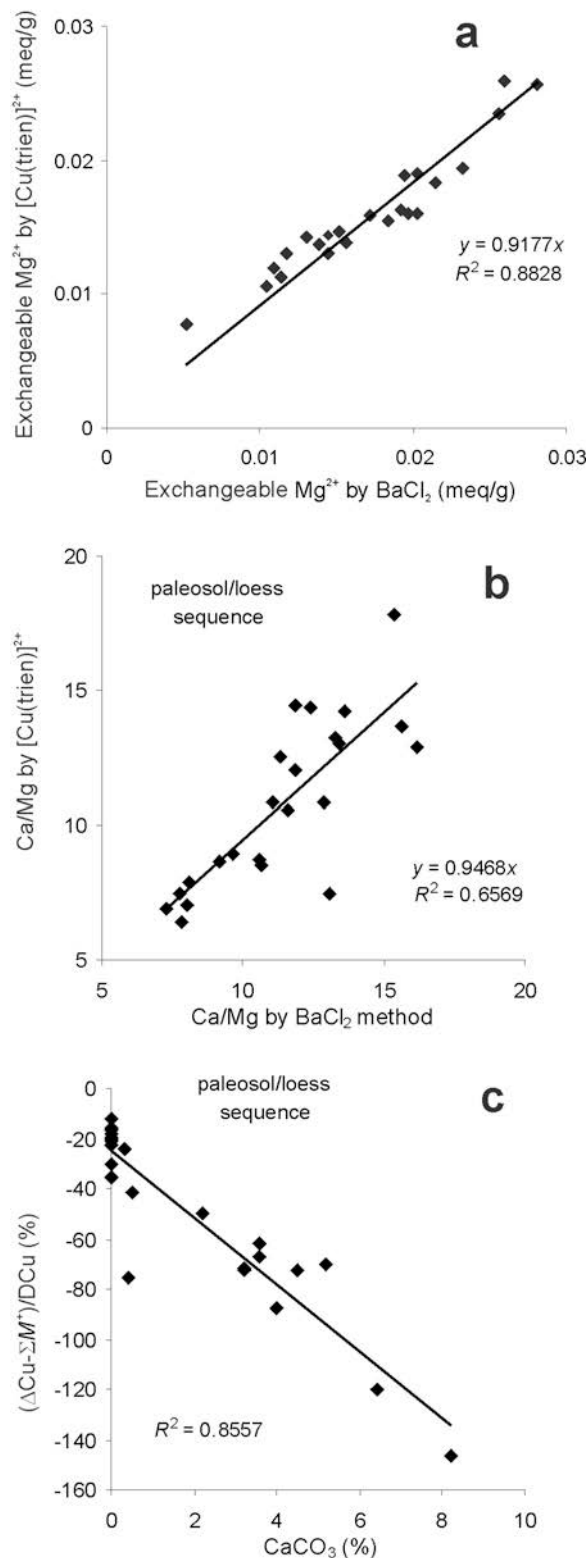 a
Exchangeable Mg²⁺ by [Cu(trien)]²⁺ (meq/g)
0.03
0.02
0.01
0
y = 0.9177x
R² = 0.8828
0 0.01 0.02 0.03
Exchangeable Mg²⁺ by BaCl₂ (meq/g)
b
paleosol/loess
sequence
Ca/Mg by [Cu(trien)]²⁺
20
15
10
5
y = 0.9468x
R² = 0.6569
5 10 15 20
Ca/Mg by BaCl₂ method
c
paleosol/loess
sequence
(ΔCu-ΣM⁺)/DCu (%)
0
-20
-40
-60
-80
-100
-120
-140
-160
R² = 0.8557
0 2 4 6 8 10
CaCO₃ (%)